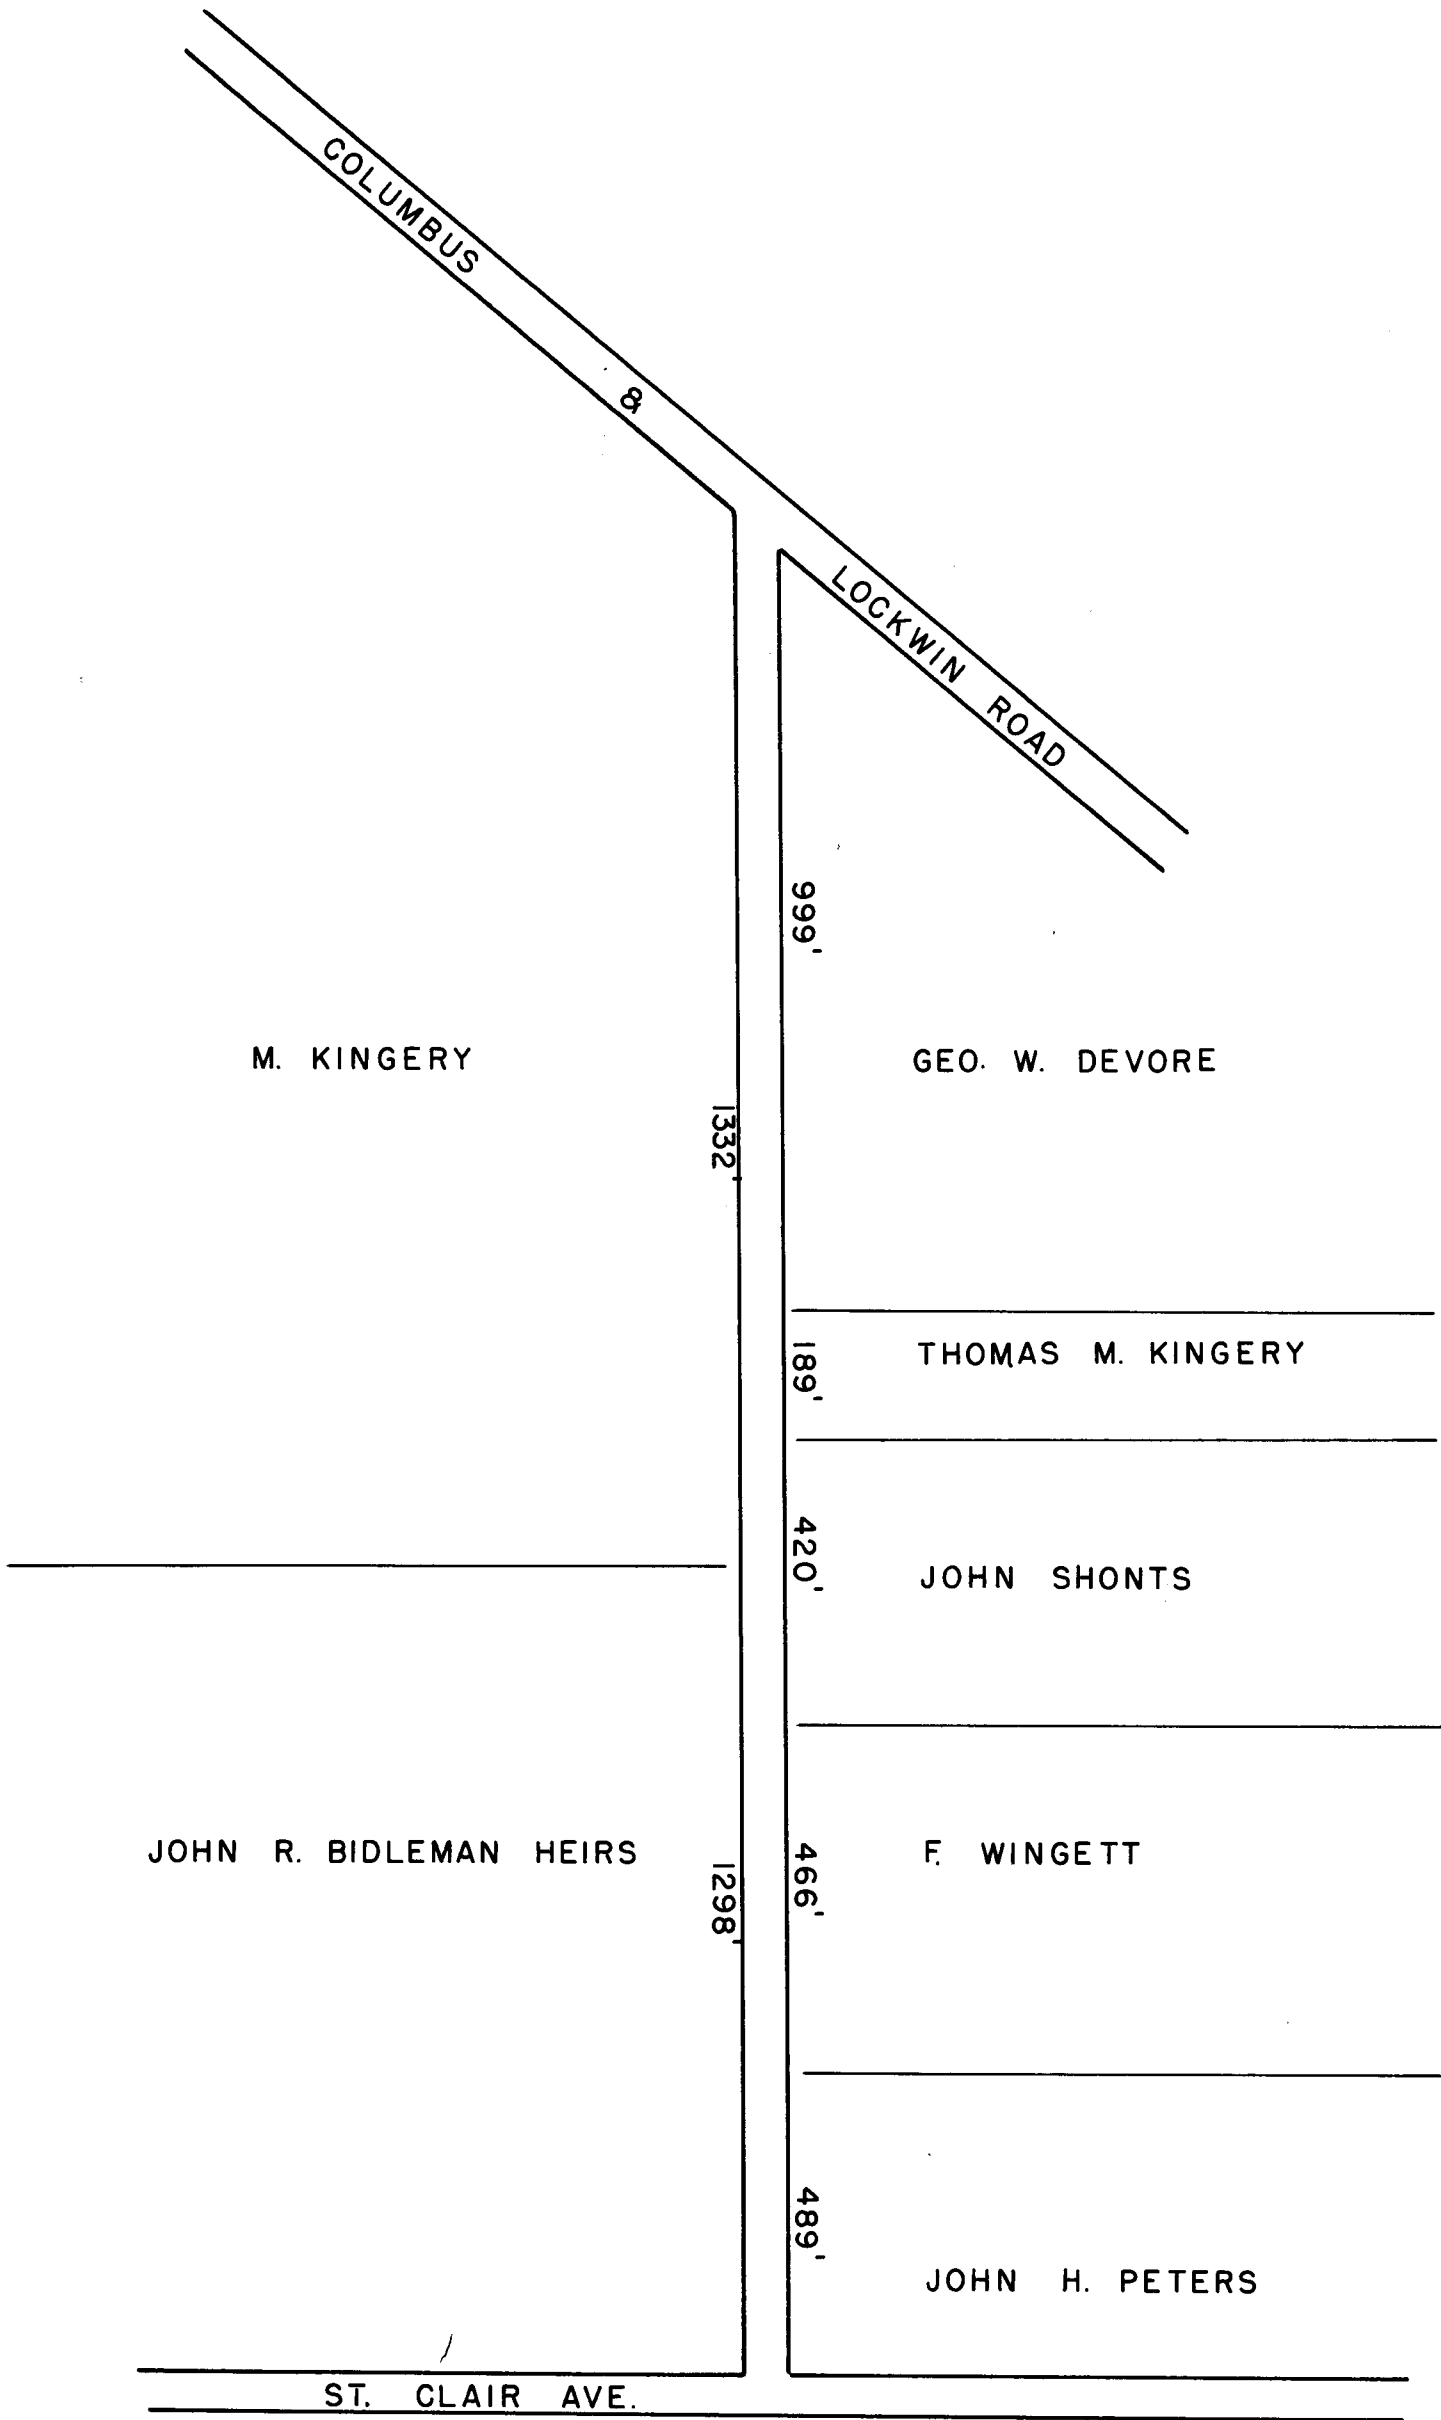 COLUMBUS & LOCKWIN ROAD
999'
M. KINGERY
GEO. W. DEVORE
1332'
189'
THOMAS M. KINGERY
420'
JOHN SHONTS
JOHN R. BIDLEMAN HEIRS
1298'
466'
F. WINGETT
489'
JOHN H. PETERS
ST. CLAIR AVE.